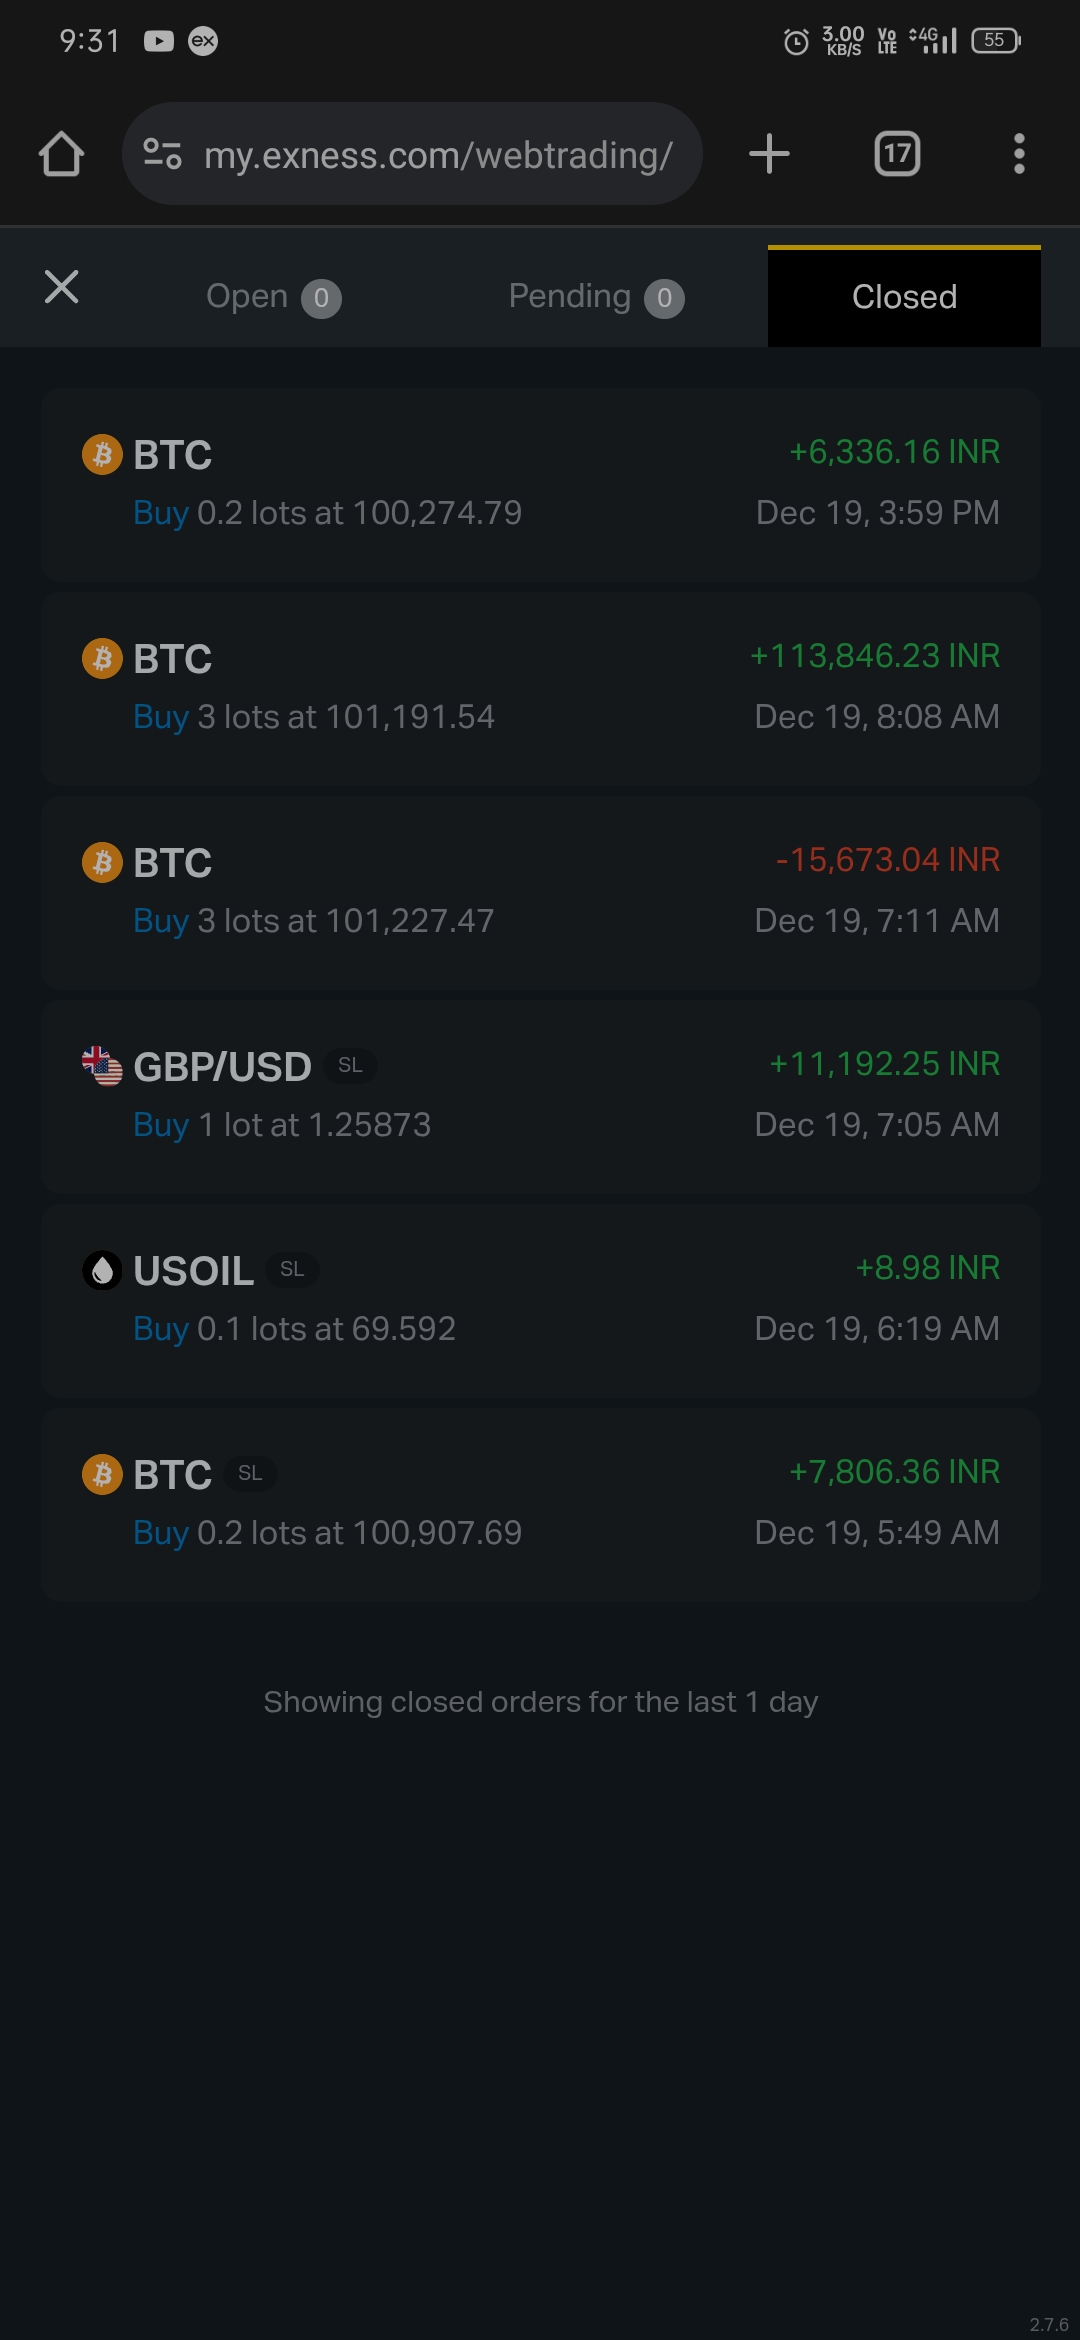 9:31 ex 3.00 KB/S Vo LTE 4G 55
my.exness.com/webtrading/ 17
Open 0 Pending 0 Closed
BTC +6,336.16 INR
Buy 0.2 lots at 100,274.79 Dec 19, 3:59 PM
BTC +113,846.23 INR
Buy 3 lots at 101,191.54 Dec 19, 8:08 AM
BTC -15,673.04 INR
Buy 3 lots at 101,227.47 Dec 19, 7:11 AM
GBP/USD SL +11,192.25 INR
Buy 1 lot at 1.25873 Dec 19, 7:05 AM
USOIL SL +8.98 INR
Buy 0.1 lots at 69.592 Dec 19, 6:19 AM
BTC SL +7,806.36 INR
Buy 0.2 lots at 100,907.69 Dec 19, 5:49 AM
Showing closed orders for the last 1 day
2.7.6